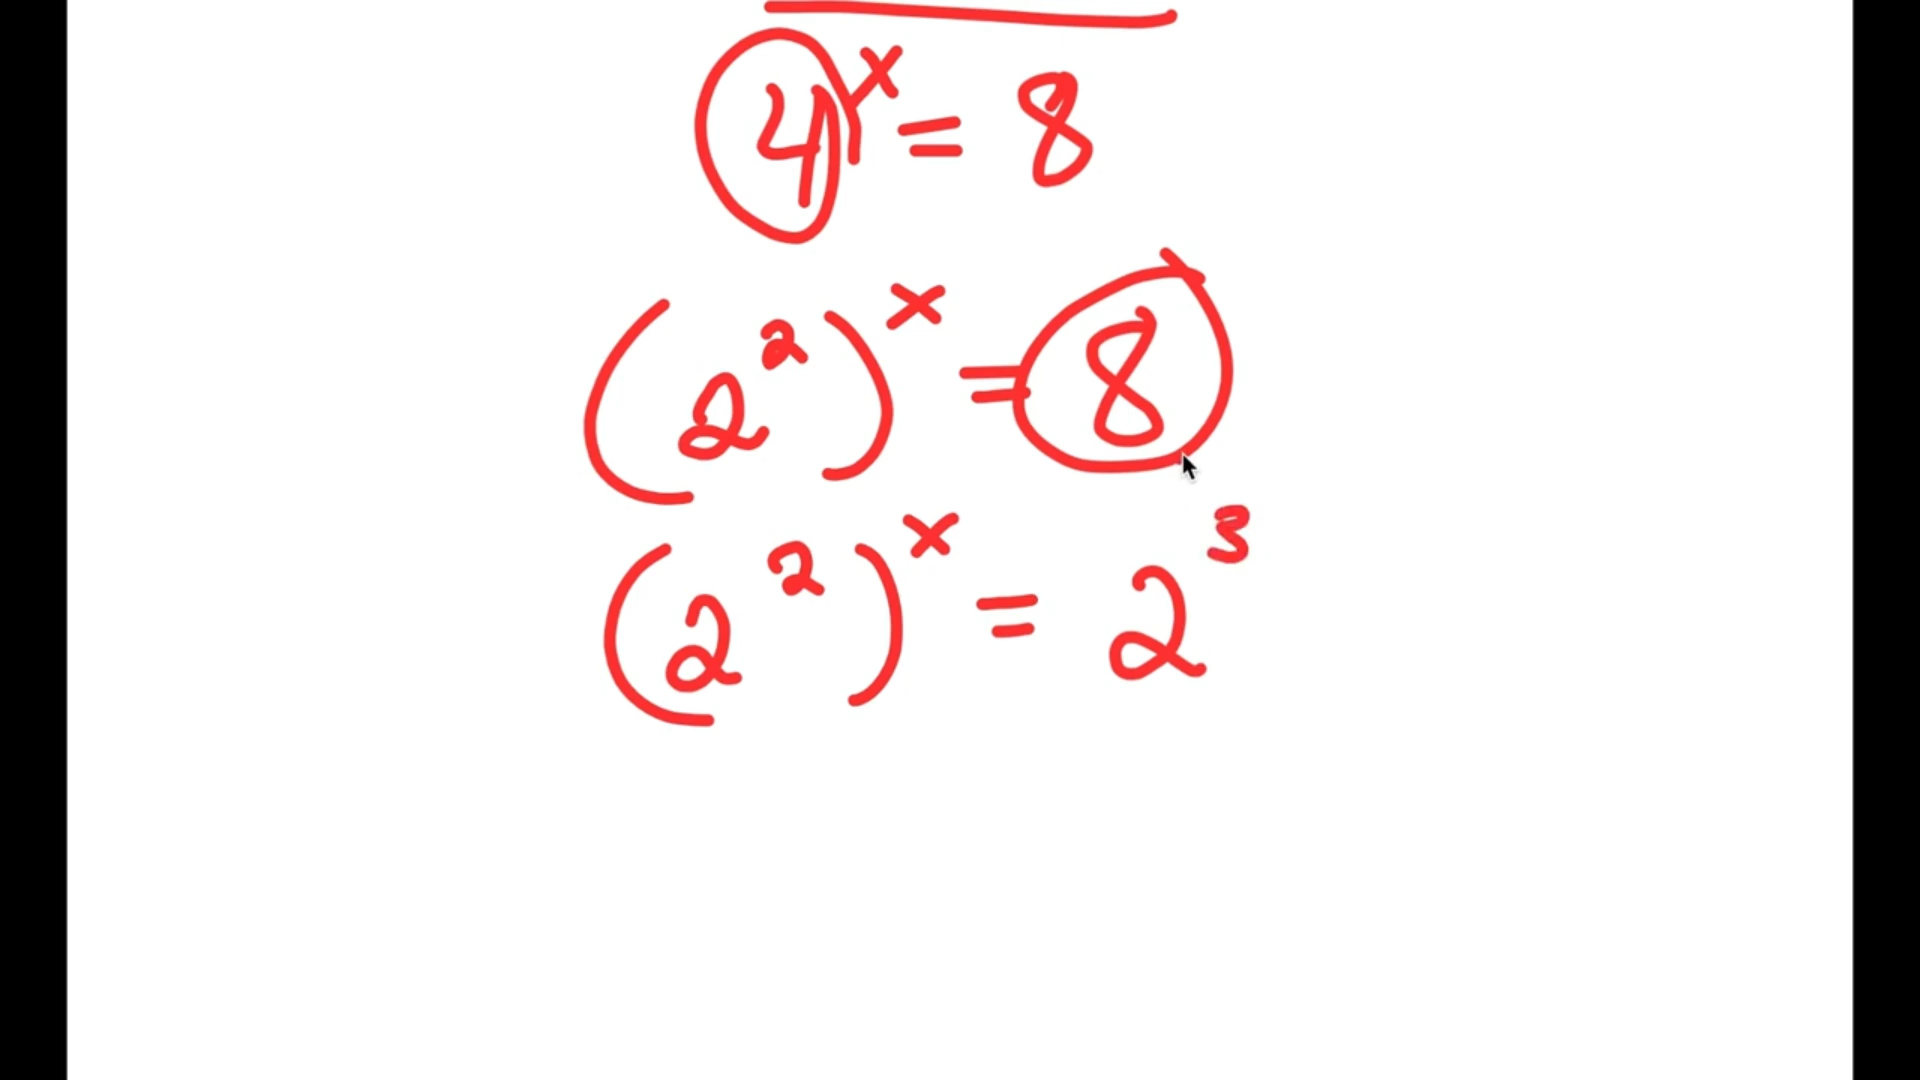 4^x = 8
(2^2)^x = 8
(2^2)^x = 2^3